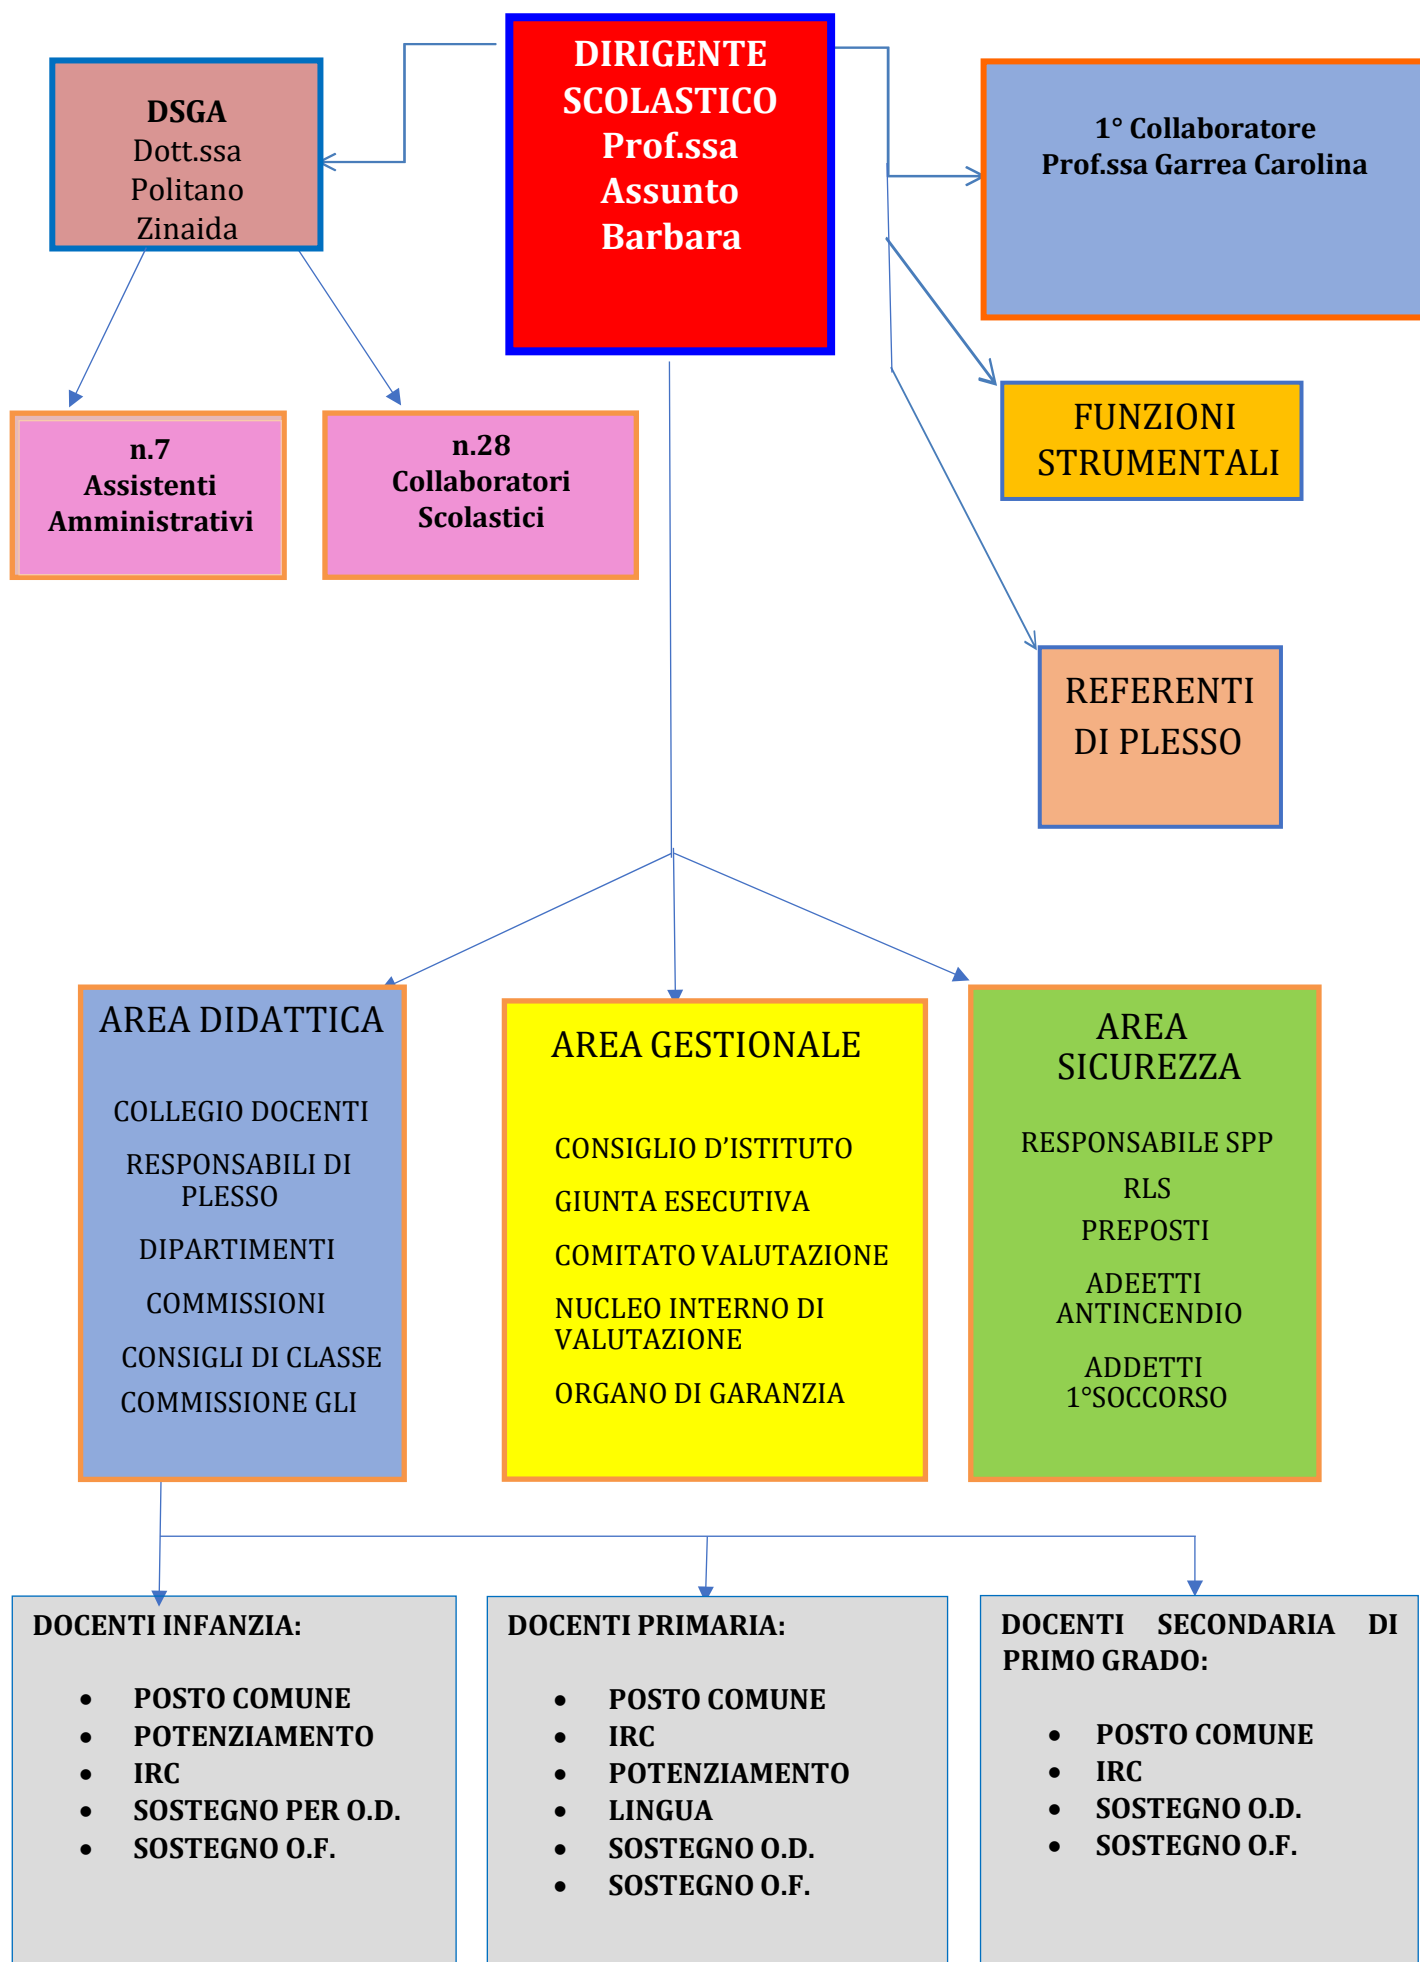 DIRIGENTE
SCOLASTICO
Prof.ssa
Assunto
Barbara
DSGA
Dott.ssa
Politano
Zinaida
1° Collaboratore
Prof.ssa Garrea Carolina
n.7
Assistenti
Amministrativi
n.28
Collaboratori
Scolastici
FUNZIONI
STRUMENTALI
REFERENTI
DI PLESSO
AREA DIDATTICA
COLLEGIO DOCENTI
RESPONSABILI DI
PLESSO
DIPARTIMENTI
COMMISSIONI
CONSIGLI DI CLASSE
COMMISSIONE GLI
AREA GESTIONALE
CONSIGLIO D’ISTITUTO
GIUNTA ESECUTIVA
COMITATO VALUTAZIONE
NUCLEO INTERNO DI
VALUTAZIONE
ORGANO DI GARANZIA
AREA
SICUREZZA
RESPONSABILE SPP
RLS
PREPOSTI
ADEETTI
ANTINCENDIO
ADDETTI
1°SOCCORSO
DOCENTI INFANZIA:
• POSTO COMUNE
• POTENZIAMENTO
• IRC
• SOSTEGNO PER O.D.
• SOSTEGNO O.F.
DOCENTI PRIMARIA:
• POSTO COMUNE
• IRC
• POTENZIAMENTO
• LINGUA
• SOSTEGNO O.D.
• SOSTEGNO O.F.
DOCENTI SECONDARIA DI
PRIMO GRADO:
• POSTO COMUNE
• IRC
• SOSTEGNO O.D.
• SOSTEGNO O.F.